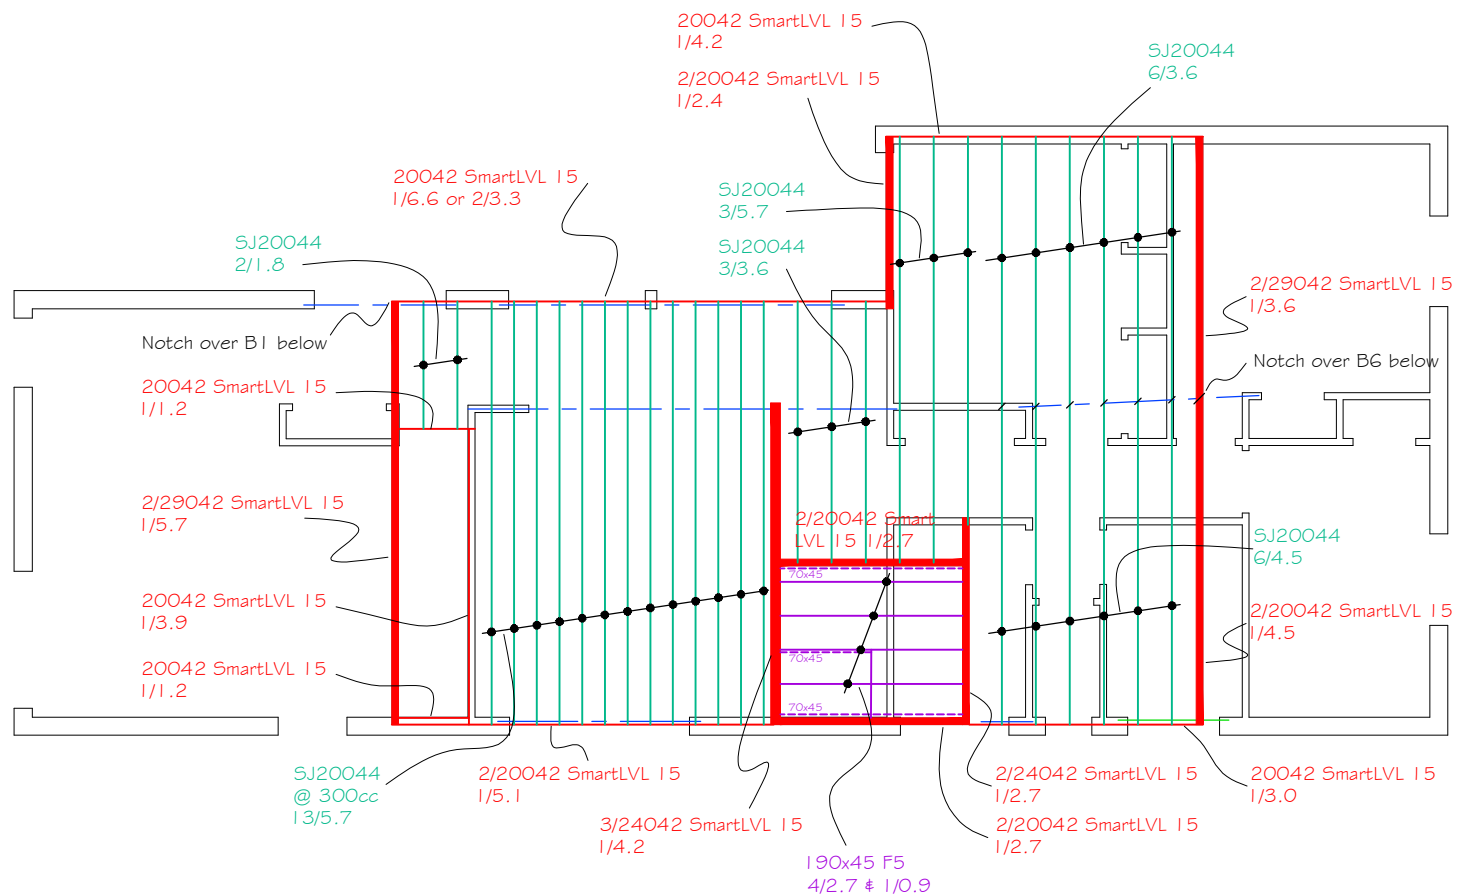 20042 SmartLVL 15
1/4.2
SJ20044
6/3.6
2/20042 SmartLVL 15
1/2.4
20042 SmartLVL 15
1/6.6 or 2/3.3
SJ20044
3/5.7
SJ20044
2/1.8
SJ20044
3/3.6
2/29042 SmartLVL 15
1/3.6
Notch over B1 below
Notch over B6 below
20042 SmartLVL 15
1/1.2
2/29042 SmartLVL 15
1/5.7
2/20042 Smart
LVL 15 1/2.7
SJ20044
6/4.5
70x45
20042 SmartLVL 15
1/3.9
2/20042 SmartLVL 15
1/4.5
70x45
20042 SmartLVL 15
1/1.2
70x45
SJ20044
@ 300cc
13/5.7
2/20042 SmartLVL 15
1/5.1
2/24042 SmartLVL 15
1/2.7
20042 SmartLVL 15
1/3.0
3/24042 SmartLVL 15
1/4.2
2/20042 SmartLVL 15
1/2.7
190x45 F5
4/2.7 & 1/0.9